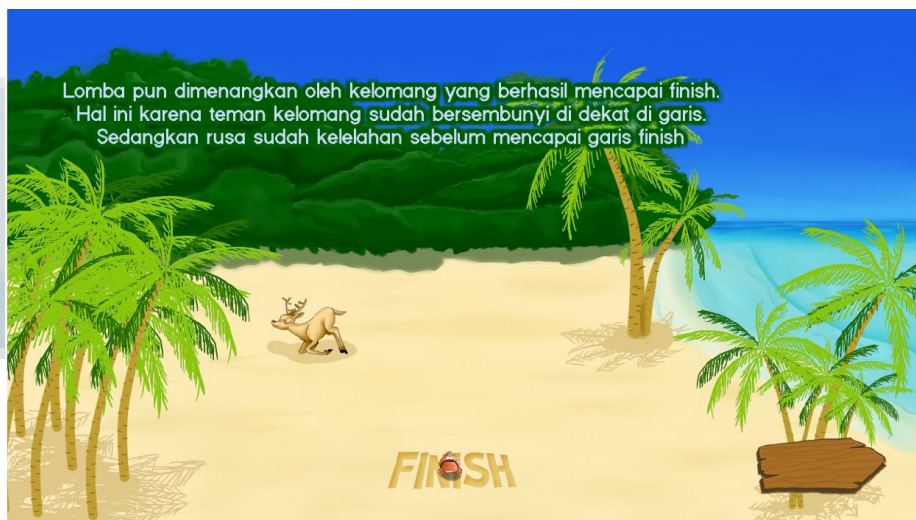 Lomba pun dimenangkan oleh kelomang yang berhasil mencapai finish.
Hal ini karena teman kelomang sudah bersembunyi di dekat di garis.
Sedangkan rusa sudah kelelahan sebelum mencapai garis finish
FINISH